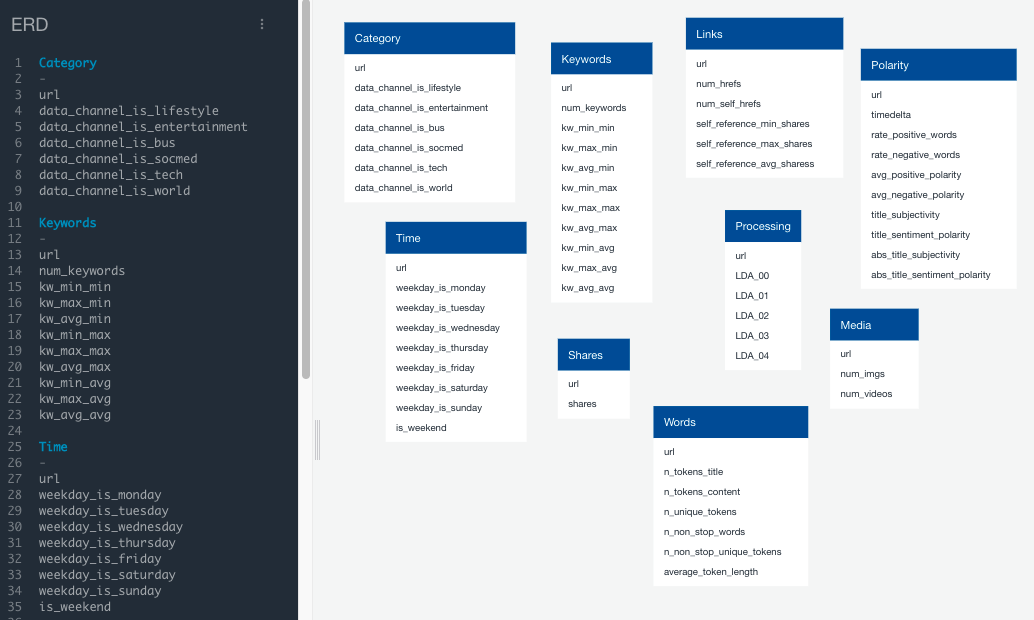 ERD
1 Category
2 -
3 url
4 data_channel_is_lifestyle
5 data_channel_is_entertainment
6 data_channel_is_bus
7 data_channel_is_socmed
8 data_channel_is_tech
9 data_channel_is_world
10
11 Keywords
12 -
13 url
14 num_keywords
15 kw_min_min
16 kw_max_min
17 kw_avg_min
18 kw_min_max
19 kw_max_max
20 kw_avg_max
21 kw_min_avg
22 kw_max_avg
23 kw_avg_avg
24
25 Time
26 -
27 url
28 weekday_is_monday
29 weekday_is_tuesday
30 weekday_is_wednesday
31 weekday_is_thursday
32 weekday_is_friday
33 weekday_is_saturday
34 weekday_is_sunday
35 is_weekend
Category
url
data_channel_is_lifestyle
data_channel_is_entertainment
data_channel_is_bus
data_channel_is_socmed
data_channel_is_tech
data_channel_is_world
Keywords
url
num_keywords
kw_min_min
kw_max_min
kw_avg_min
kw_min_max
kw_max_max
kw_avg_max
kw_min_avg
kw_max_avg
kw_avg_avg
Links
url
num_hrefs
num_self_hrefs
self_reference_min_shares
self_reference_max_shares
self_reference_avg_sharess
Polarity
url
timedelta
rate_positive_words
rate_negative_words
avg_positive_polarity
avg_negative_polarity
title_subjectivity
title_sentiment_polarity
abs_title_subjectivity
abs_title_sentiment_polarity
Time
url
weekday_is_monday
weekday_is_tuesday
weekday_is_wednesday
weekday_is_thursday
weekday_is_friday
weekday_is_saturday
weekday_is_sunday
is_weekend
Processing
url
LDA_00
LDA_01
LDA_02
LDA_03
LDA_04
Shares
url
shares
Media
url
num_imgs
num_videos
Words
url
n_tokens_title
n_tokens_content
n_unique_tokens
n_non_stop_words
n_non_stop_unique_tokens
average_token_length